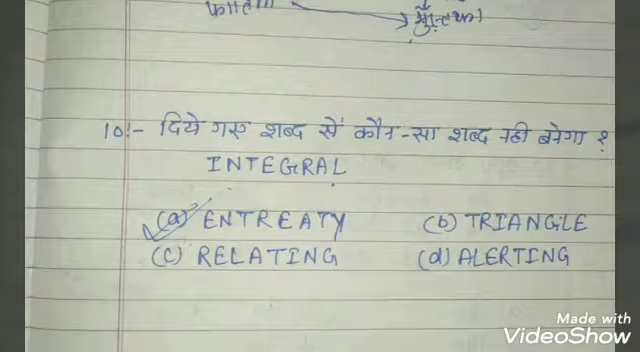 10:- दिये गए शब्द से कौन-सा शब्द नही बनेगा ?
INTEGRAL
(a) ENTREATY (b) TRIANGLE
(c) RELATING (d) ALERTING
Made with
VideoShow